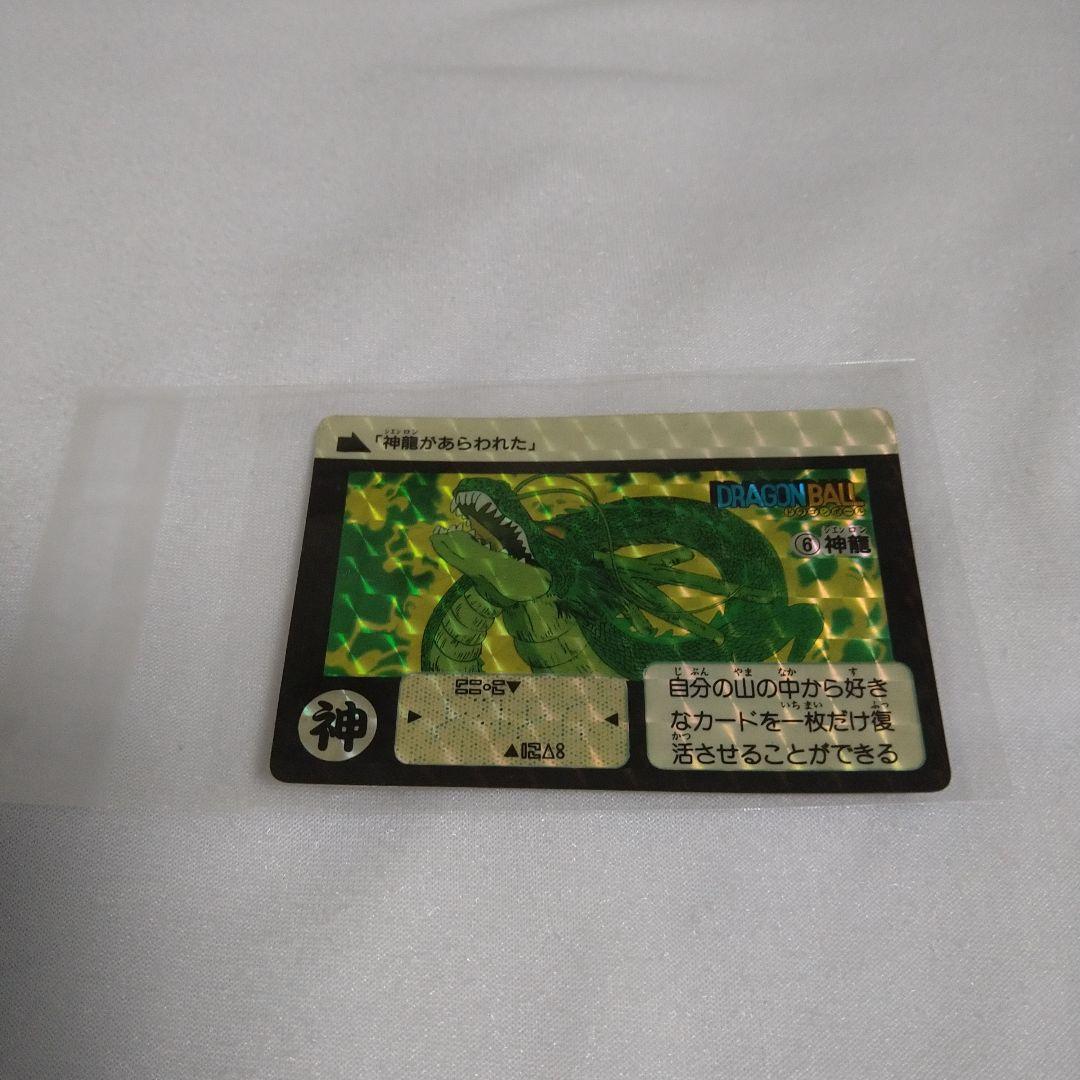 「神龍があらわれた」
シエンロン
DRAGON BALL
ドラゴンボール
シエンロン
⑥神龍
神
じぶん やま なか す
自分の山の中から好き
いちまい ふっ
なカードを一枚だけ復
かつ
活させることができる